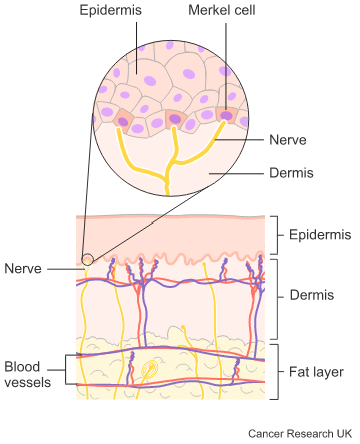 Epidermis
Merkel cell
Nerve
Dermis
Epidermis
Nerve
Dermis
Blood
vessels
Fat layer
Cancer Research UK